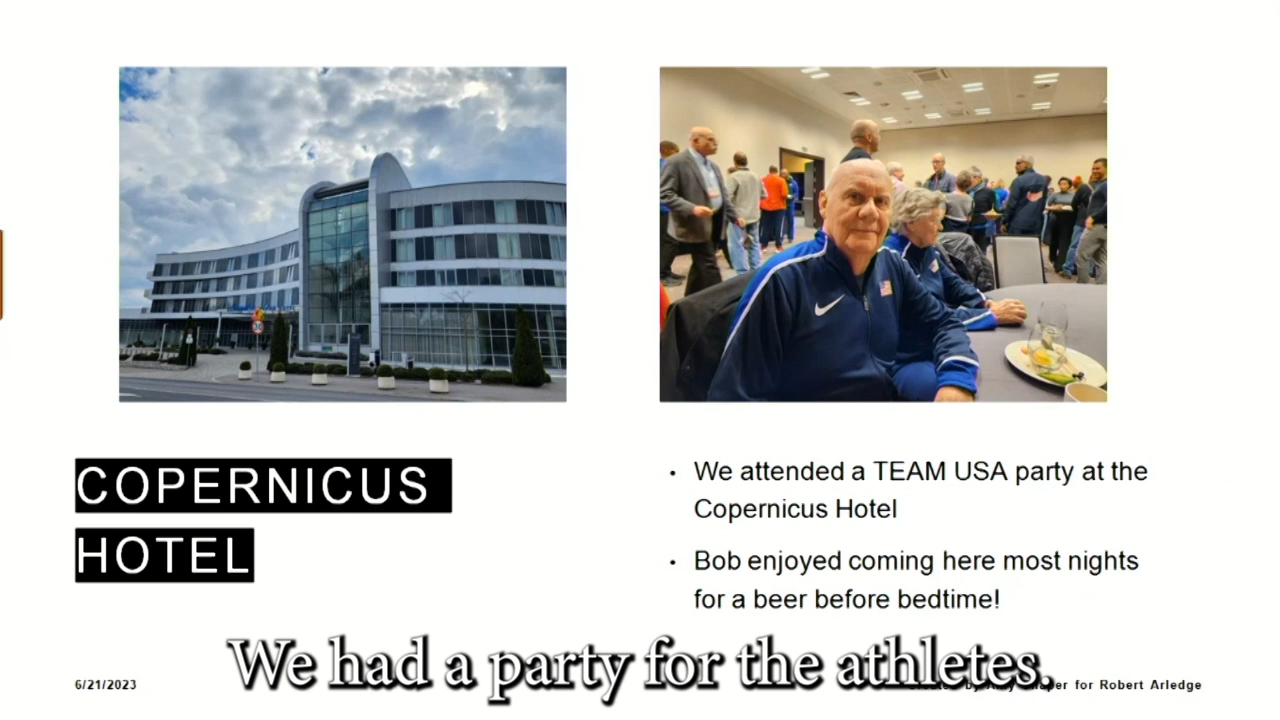 COPERNICUS
HOTEL
• We attended a TEAM USA party at the
Copernicus Hotel
• Bob enjoyed coming here most nights
for a beer before bedtime!
We had a party for the athletes.
6/21/2023
by for Robert Arledge